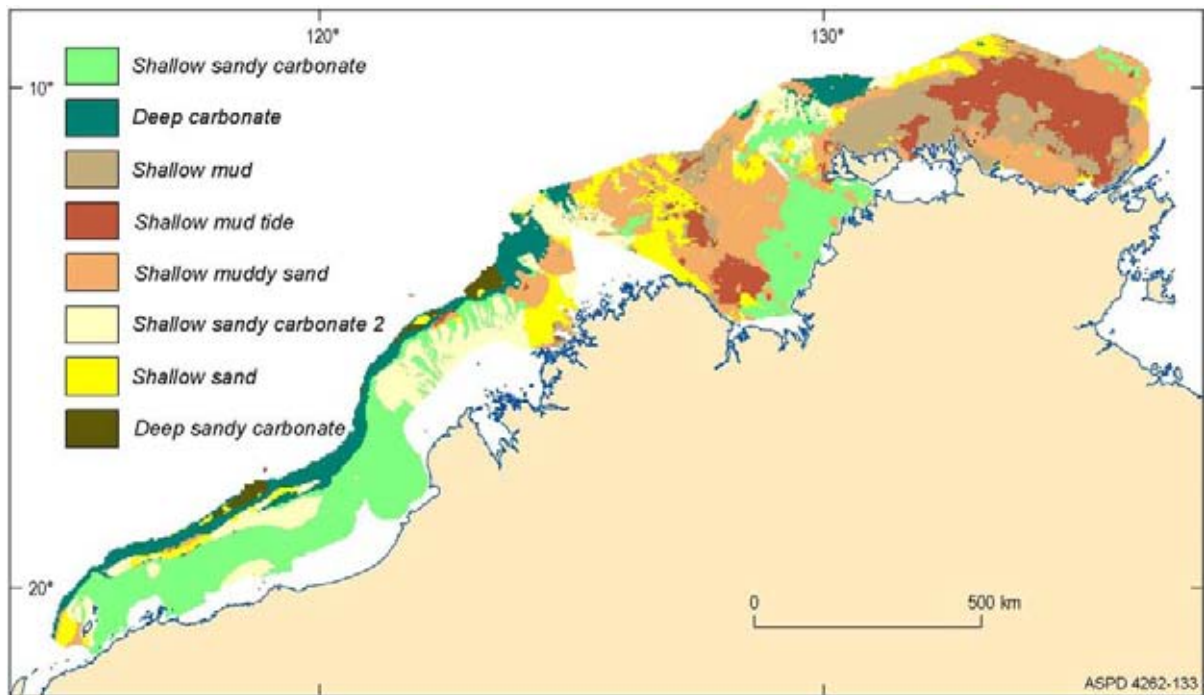 120°
130°
10°
Shallow sandy carbonate
Deep carbonate
Shallow mud
Shallow mud tide
Shallow muddy sand
Shallow sandy carbonate 2
Shallow sand
Deep sandy carbonate
20°
0
500 km
ASPD 4262-133